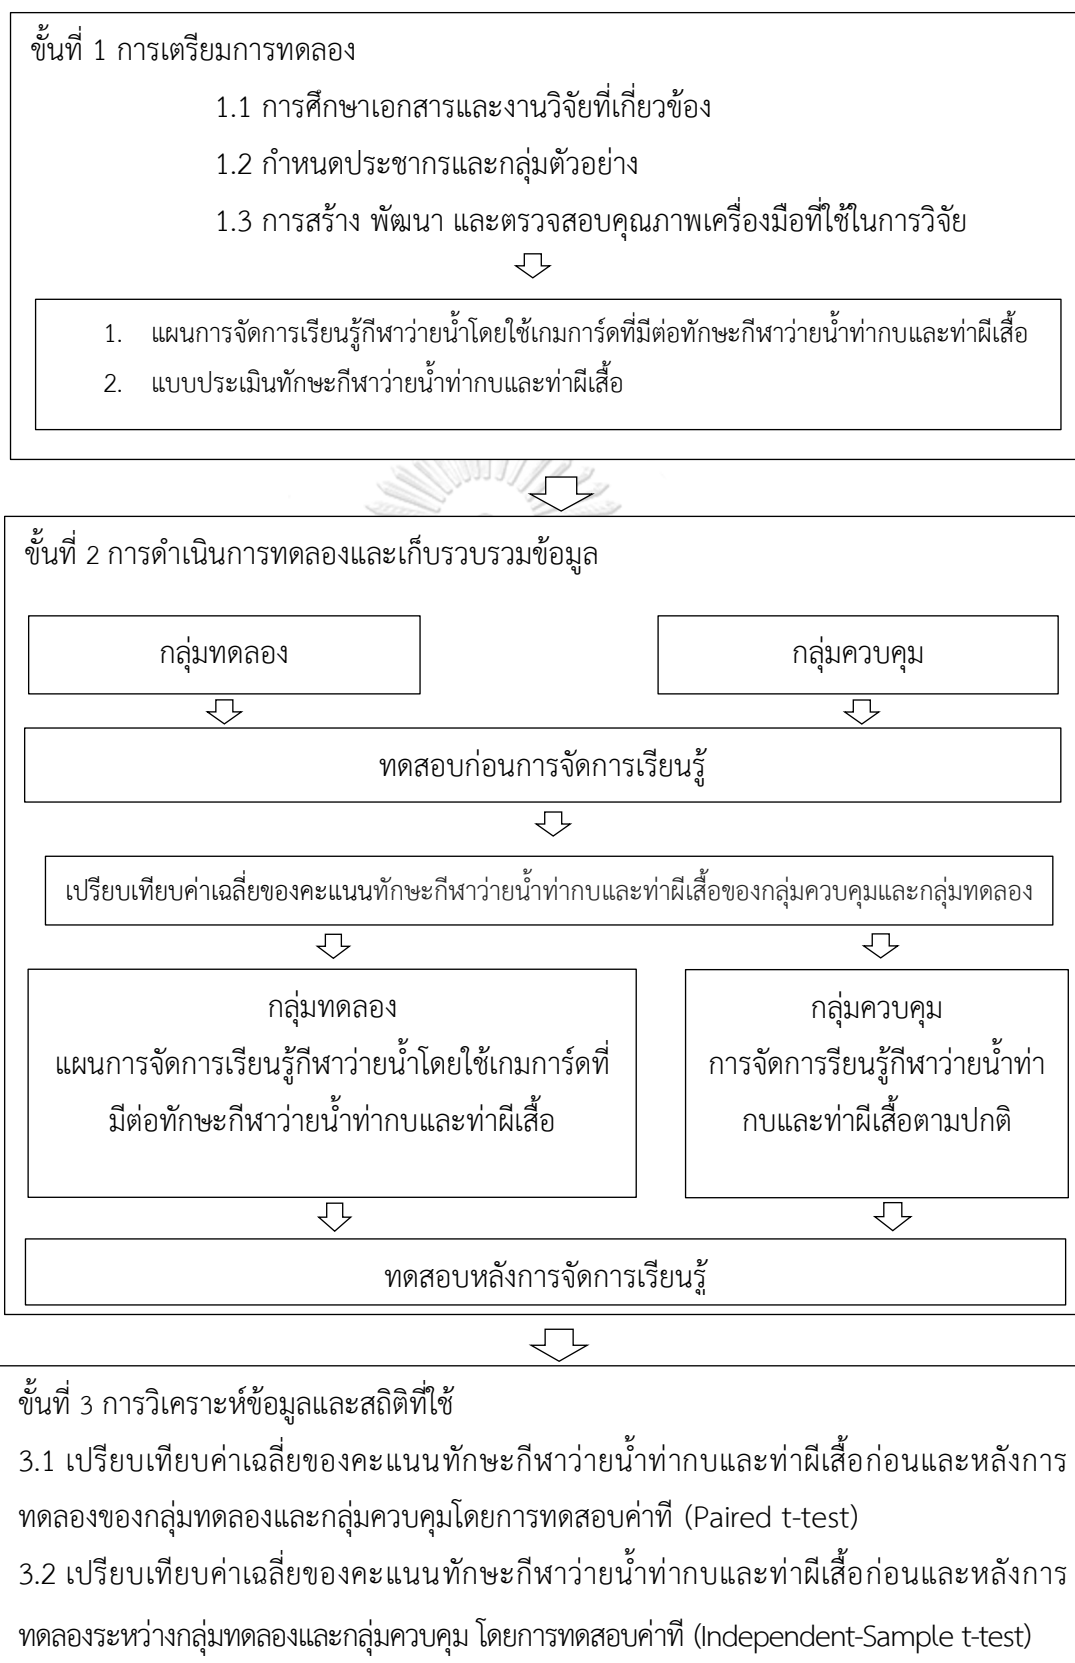 ขั้นที่ 1 การเตรียมการทดลอง
1.1 การศึกษาเอกสารและงานวิจัยที่เกี่ยวข้อง
1.2 กำหนดประชากรและกลุ่มตัวอย่าง
1.3 การสร้าง พัฒนา และตรวจสอบคุณภาพเครื่องมือที่ใช้ในการวิจัย
1. แผนการจัดการเรียนรู้กีฬาว่ายน้ำโดยใช้เกมการ์ดที่มีต่อทักษะกีฬาว่ายน้ำท่ากบและท่าผีเสื้อ
2. แบบประเมินทักษะกีฬาว่ายน้ำท่ากบและท่าผีเสื้อ
ขั้นที่ 2 การดำเนินการทดลองและเก็บรวบรวมข้อมูล
กลุ่มทดลอง
กลุ่มควบคุม
ทดสอบก่อนการจัดการเรียนรู้
เปรียบเทียบค่าเฉลี่ยของคะแนนทักษะกีฬาว่ายน้ำท่ากบและท่าผีเสื้อของกลุ่มควบคุมและกลุ่มทดลอง
กลุ่มทดลอง
แผนการจัดการเรียนรู้กีฬาว่ายน้ำโดยใช้เกมการ์ดที่
มีต่อทักษะกีฬาว่ายน้ำท่ากบและท่าผีเสื้อ
กลุ่มควบคุม
การจัดการรียนรู้กีฬาว่ายน้ำท่า
กบและท่าผีเสื้อตามปกติ
ทดสอบหลังการจัดการเรียนรู้
ขั้นที่ 3 การวิเคราะห์ข้อมูลและสถิติที่ใช้
3.1 เปรียบเทียบค่าเฉลี่ยของคะแนนทักษะกีฬาว่ายน้ำท่ากบและท่าผีเสื้อก่อนและหลังการ
ทดลองของกลุ่มทดลองและกลุ่มควบคุมโดยการทดสอบค่าที (Paired t-test)
3.2 เปรียบเทียบค่าเฉลี่ยของคะแนนทักษะกีฬาว่ายน้ำท่ากบและท่าผีเสื้อก่อนและหลังการ
ทดลองระหว่างกลุ่มทดลองและกลุ่มควบคุม โดยการทดสอบค่าที (Independent-Sample t-test)